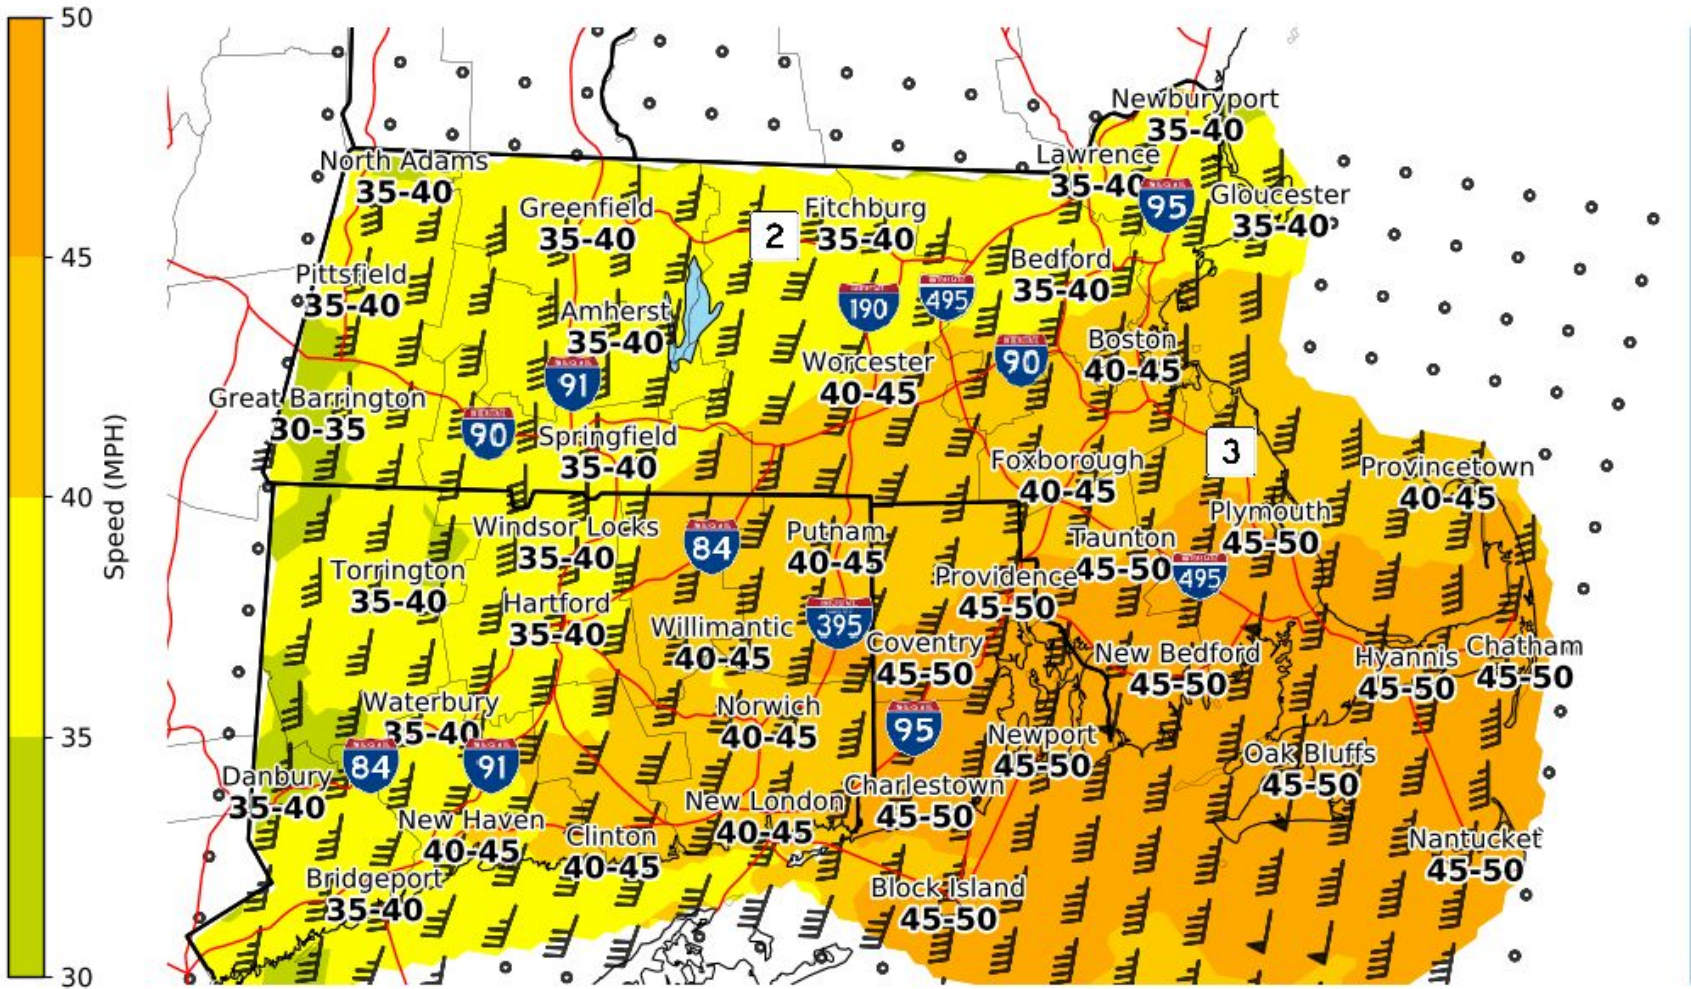 50
45
40
35
30
Speed (MPH)
Newburyport
35-40
North Adams
35-40
Lawrence
35-40
95
Gloucester
35-40
Greenfield
35-40
2
Fitchburg
35-40
Pittsfield
35-40
Bedford
35-40
190
495
Amherst
35-40
Boston
40-45
90
Worcester
40-45
91
Great Barrington
30-35
90
Springfield
35-40
3
Foxborough
40-45
Provincetown
40-45
Windsor Locks
35-40
84
Putnam
40-45
Plymouth
45-50
Taunton
45-50
495
Torrington
35-40
Providence
45-50
Hartford
35-40
Willimantic
40-45
395
Coventry
45-50
New Bedford
45-50
Hyannis
45-50
Chatham
45-50
Waterbury
35-40
Norwich
40-45
95
Newport
45-50
84
91
Oak Bluffs
45-50
Danbury
35-40
Charlestown
45-50
New London
40-45
New Haven
40-45
Clinton
40-45
Nantucket
45-50
Bridgeport
35-40
Block Island
45-50